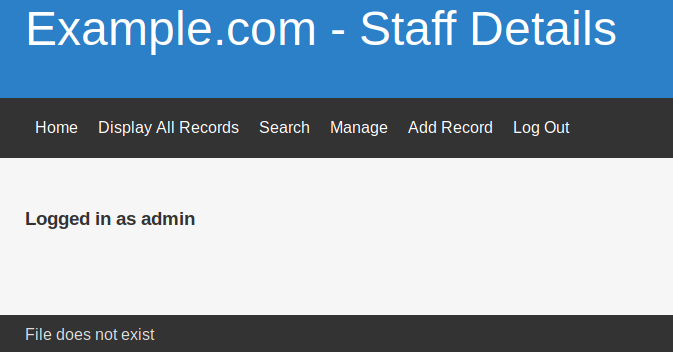 Example.com - Staff Details
Home Display All Records Search Manage Add Record Log Out
Logged in as admin
File does not exist